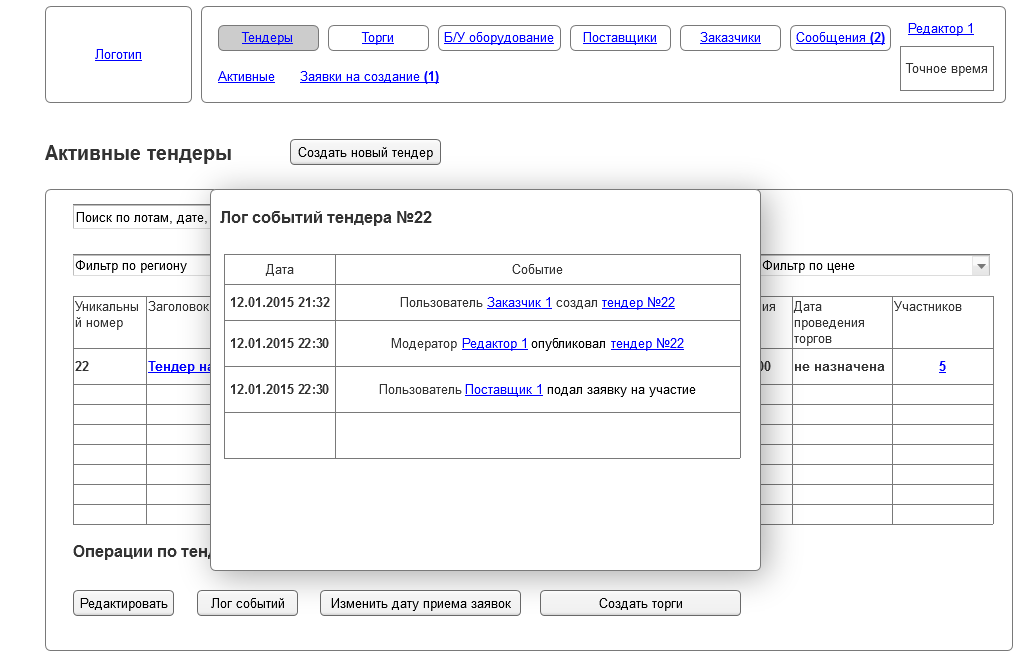 Логотип
Тендеры
Торги
Б/У оборудование
Поставщики
Заказчики
Сообщения (2)
Редактор 1
Активные
Заявки на создание (1)
Точное время
Активные тендеры
Создать новый тендер
Поиск по лотам, дате,
Фильтр по региону
Фильтр по цене
Лог событий тендера №22
Дата
Событие
12.01.2015 21:32
Пользователь Заказчик 1 создал тендер №22
12.01.2015 22:30
Модератор Редактор 1 опубликовал тендер №22
12.01.2015 22:30
Пользователь Поставщик 1 подал заявку на участие
Уникальны
й номер
Заголовок
ия
Дата
проведения
торгов
Участников
22
Тендер на
00
не назначена
5
Операции по тенд
Редактировать
Лог событий
Изменить дату приема заявок
Создать торги